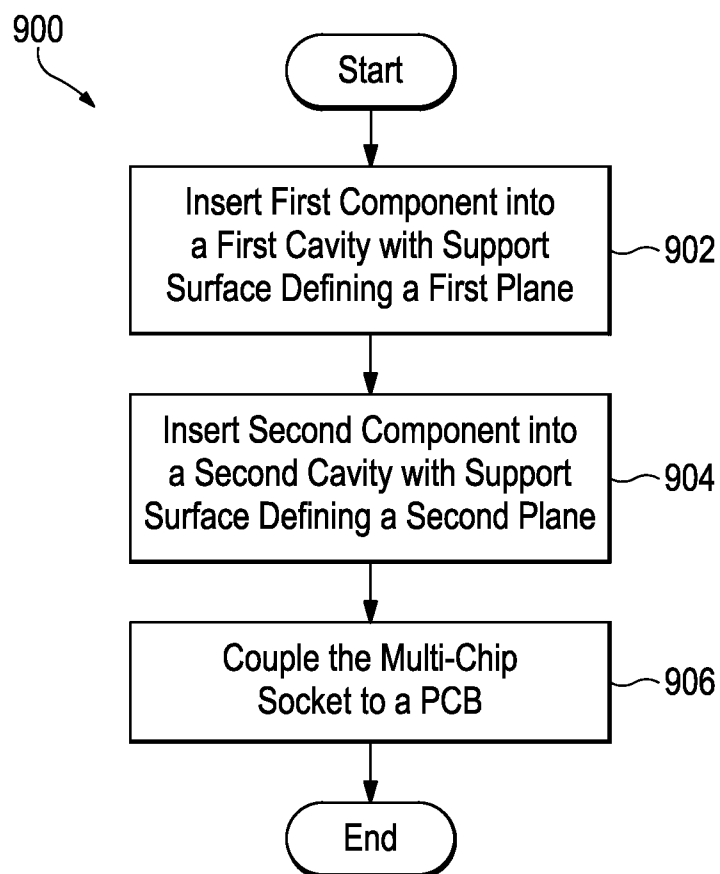 900
Start
Insert First Component into
a First Cavity with Support
Surface Defining a First Plane
902
Insert Second Component into
a Second Cavity with Support
Surface Defining a Second Plane
904
Couple the Multi-Chip
Socket to a PCB
906
End